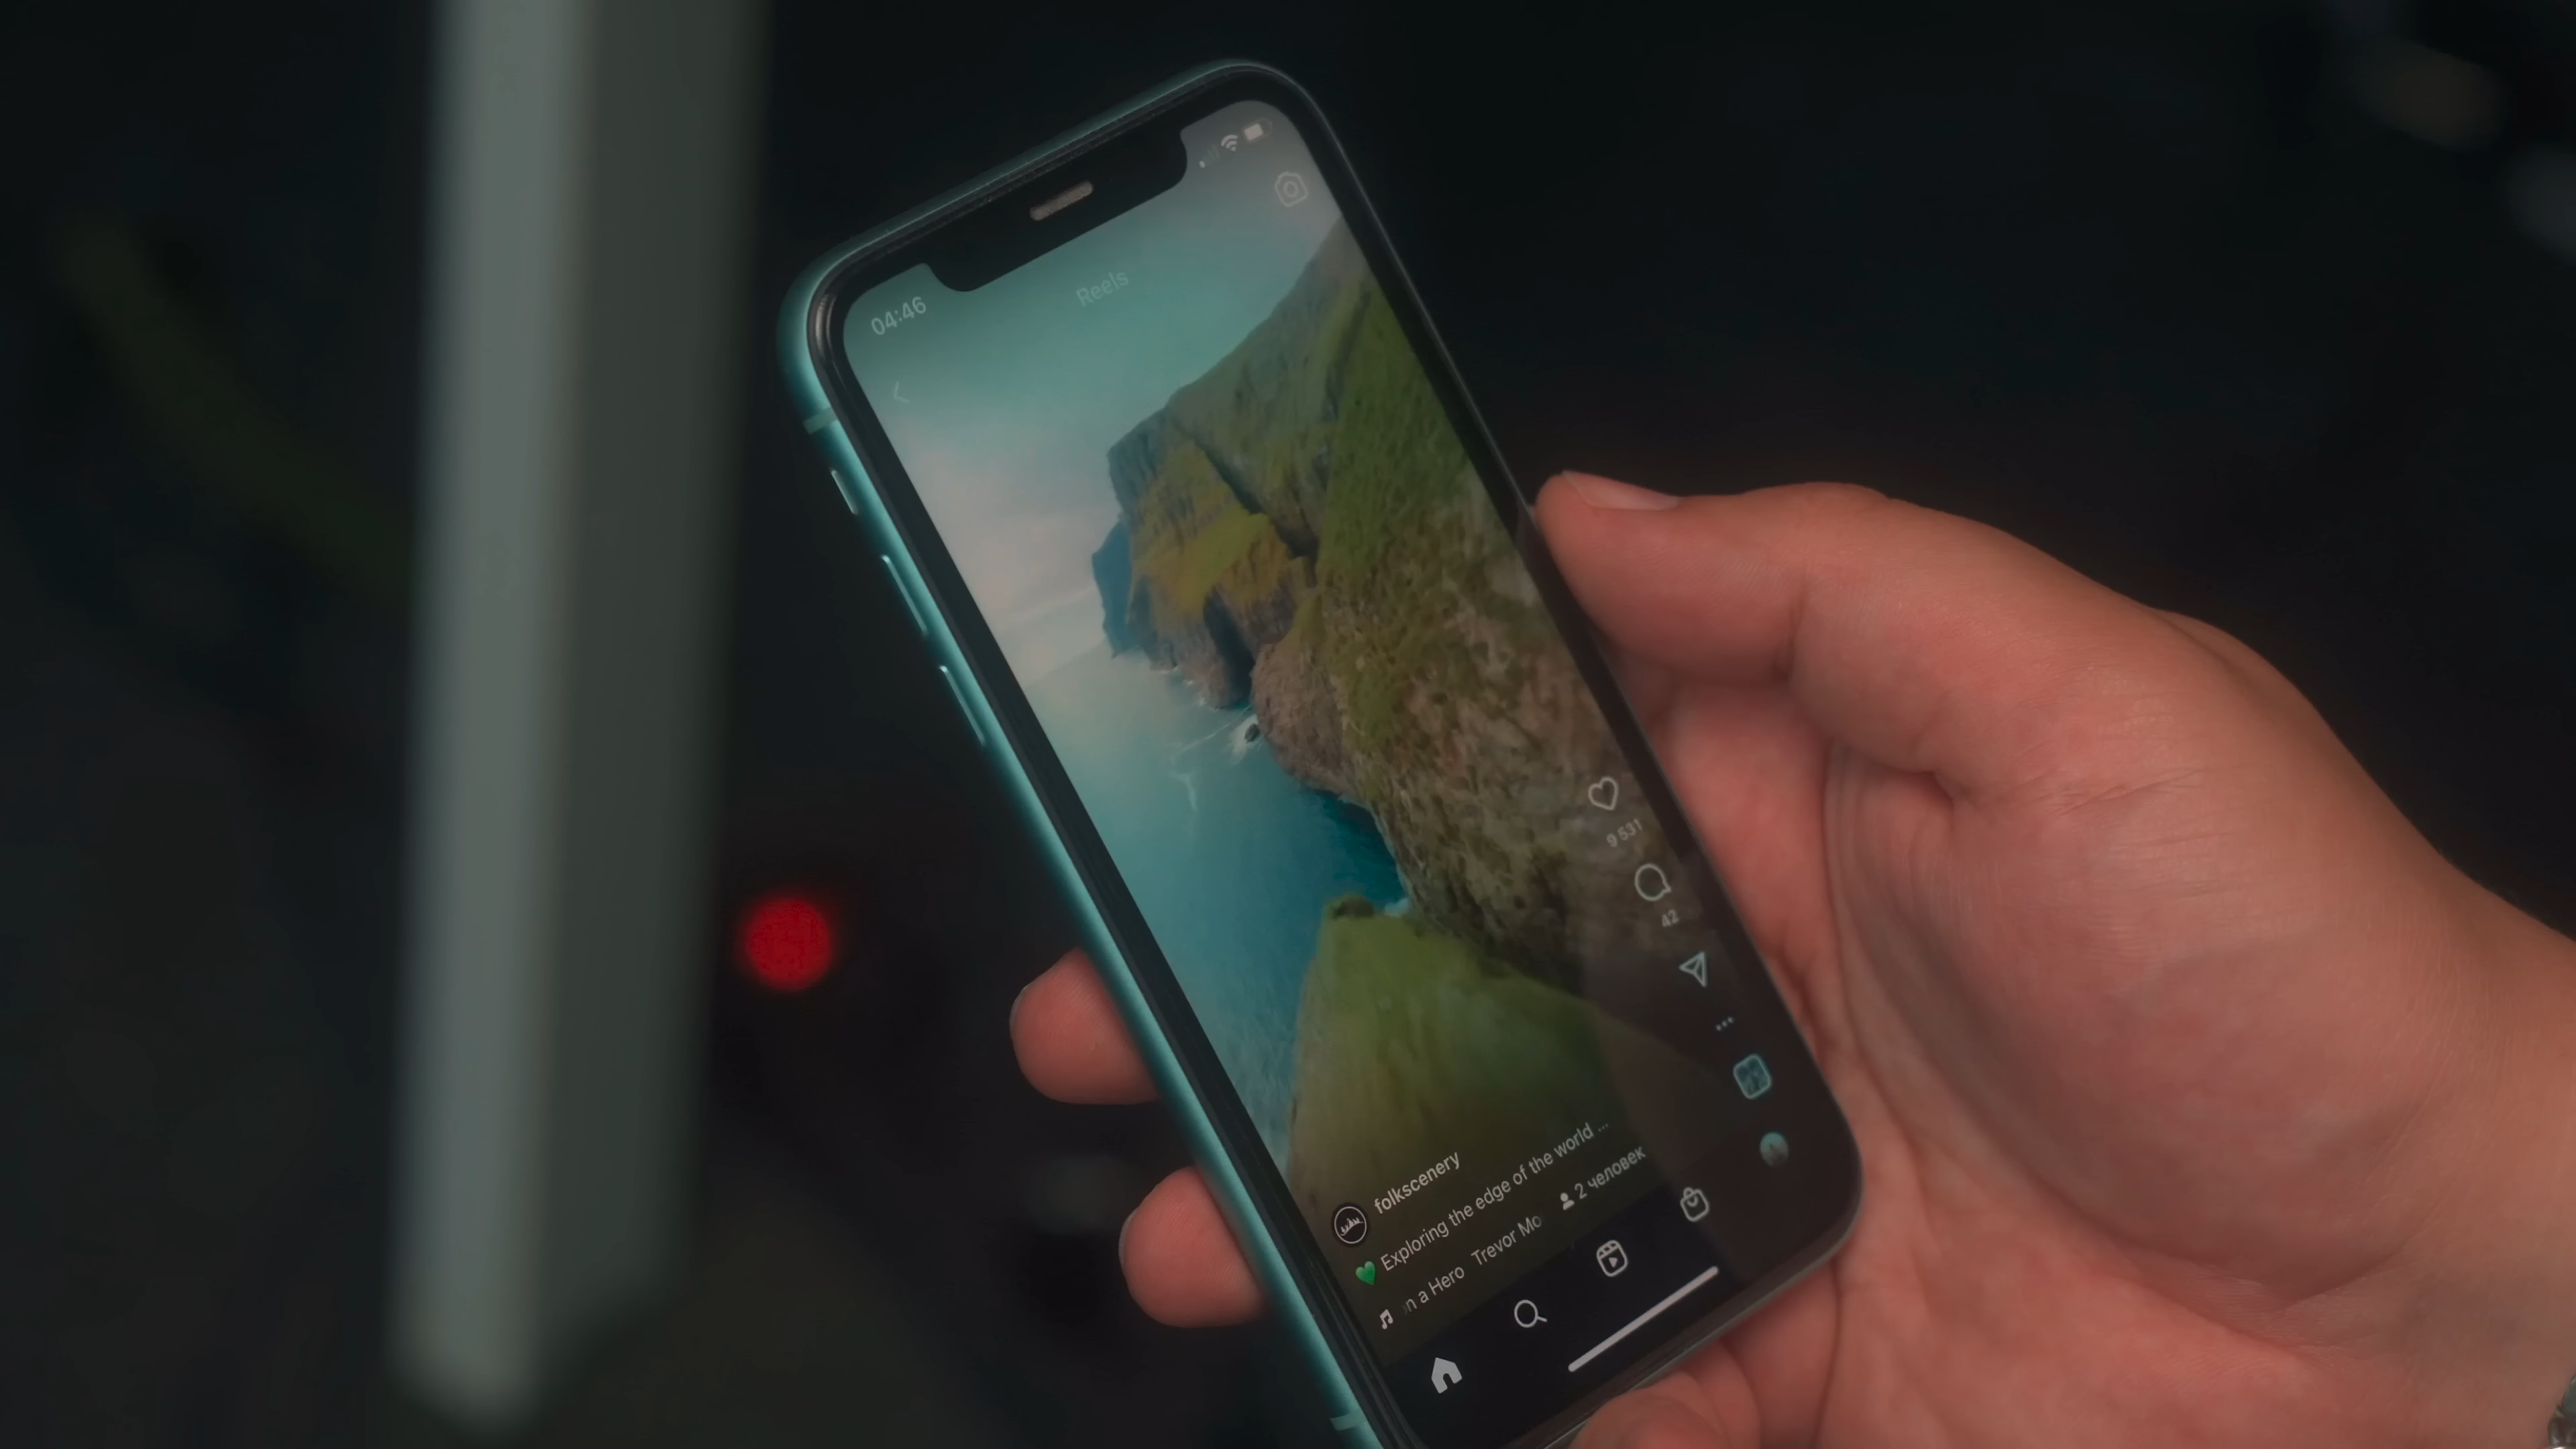 04:46
Reels
9 531
42
folkscenery
💚 Exploring the edge of the world ...
n a Hero Trevor Mo
2 человек